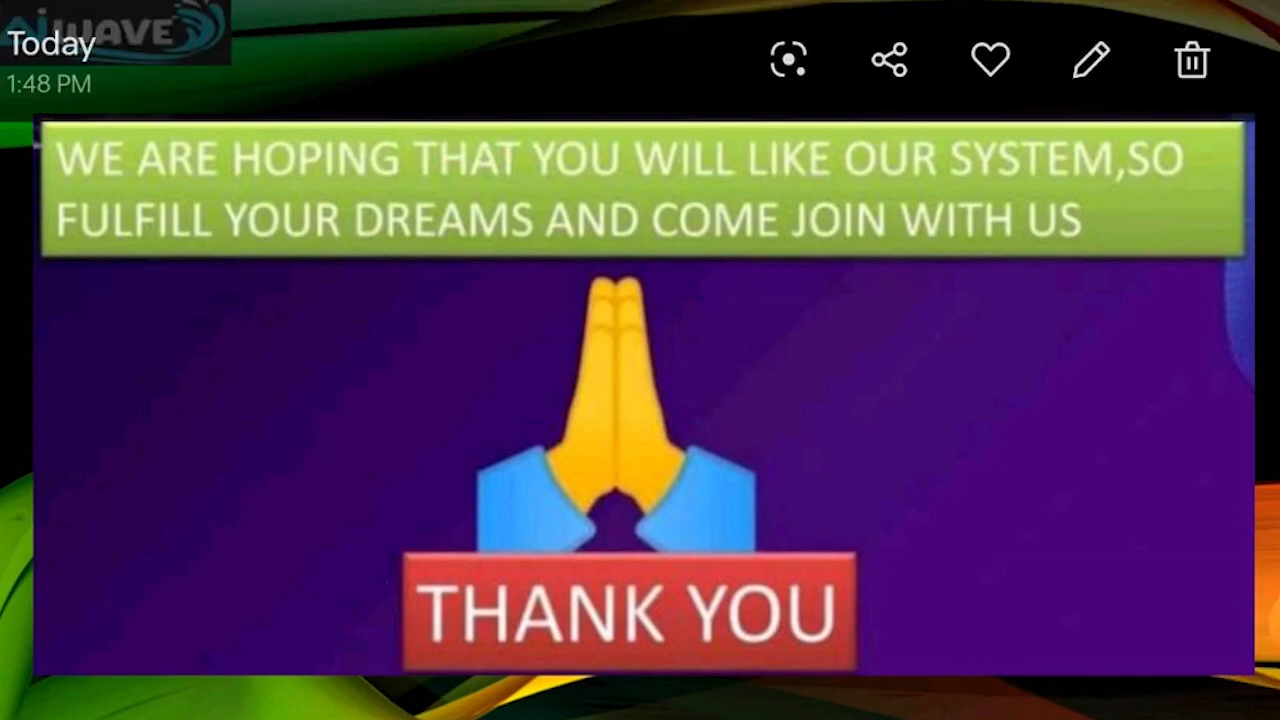 AiWAVE
Today
1:48 PM
WE ARE HOPING THAT YOU WILL LIKE OUR SYSTEM,SO
FULFILL YOUR DREAMS AND COME JOIN WITH US
THANK YOU